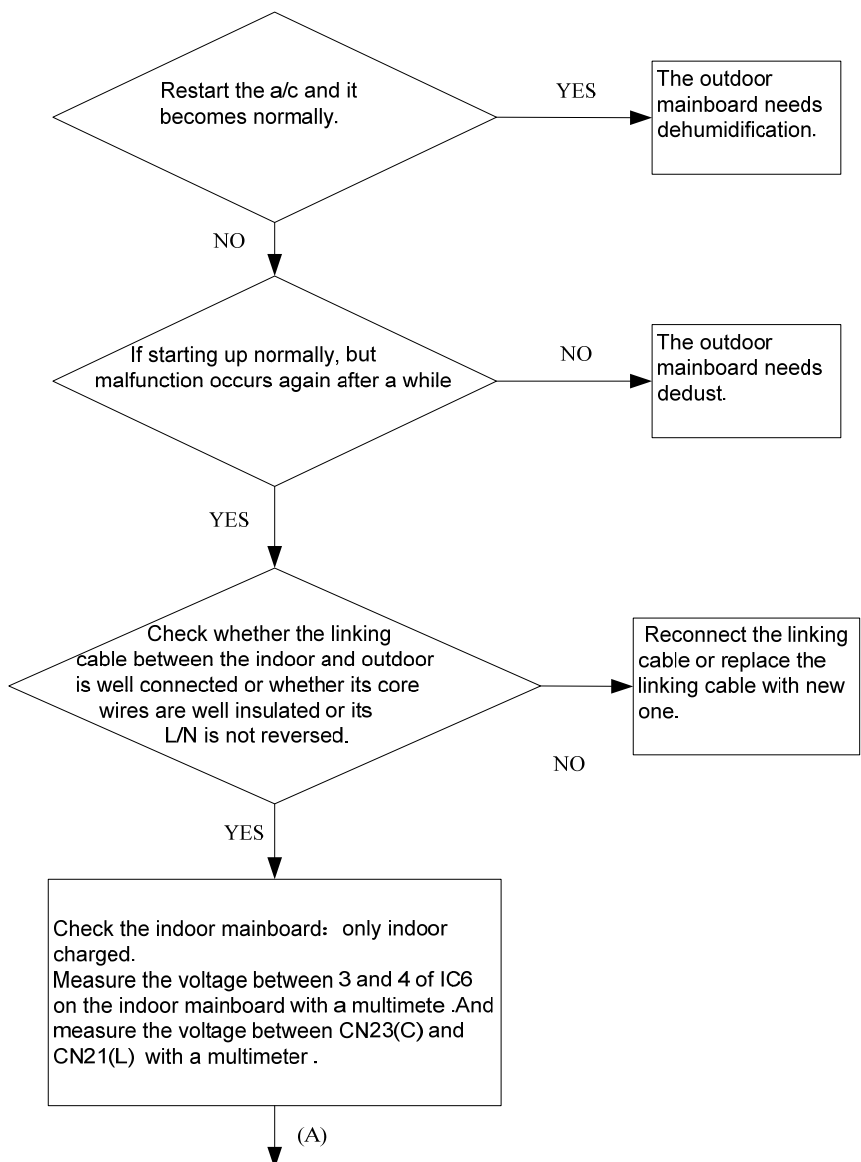 Restart the a/c and it
becomes normally.
YES
The outdoor
mainboard needs
dehumidification.
NO
If starting up normally, but
malfunction occurs again after a while
NO
The outdoor
mainboard needs
dedust.
YES
Check whether the linking
cable between the indoor and outdoor
is well connected or whether its core
wires are well insulated or its
L/N is not reversed.
NO
Reconnect the linking
cable or replace the
linking cable with new
one.
YES
Check the indoor mainboard：only indoor
charged.
Measure the voltage between 3 and 4 of IC6
on the indoor mainboard with a multimete .And
measure the voltage between CN23(C) and
CN21(L) with a multimeter .
(A)